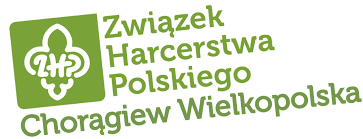 ZHP
Związek
Harcerstwa
Polskiego
Chorągiew Wielkopolska